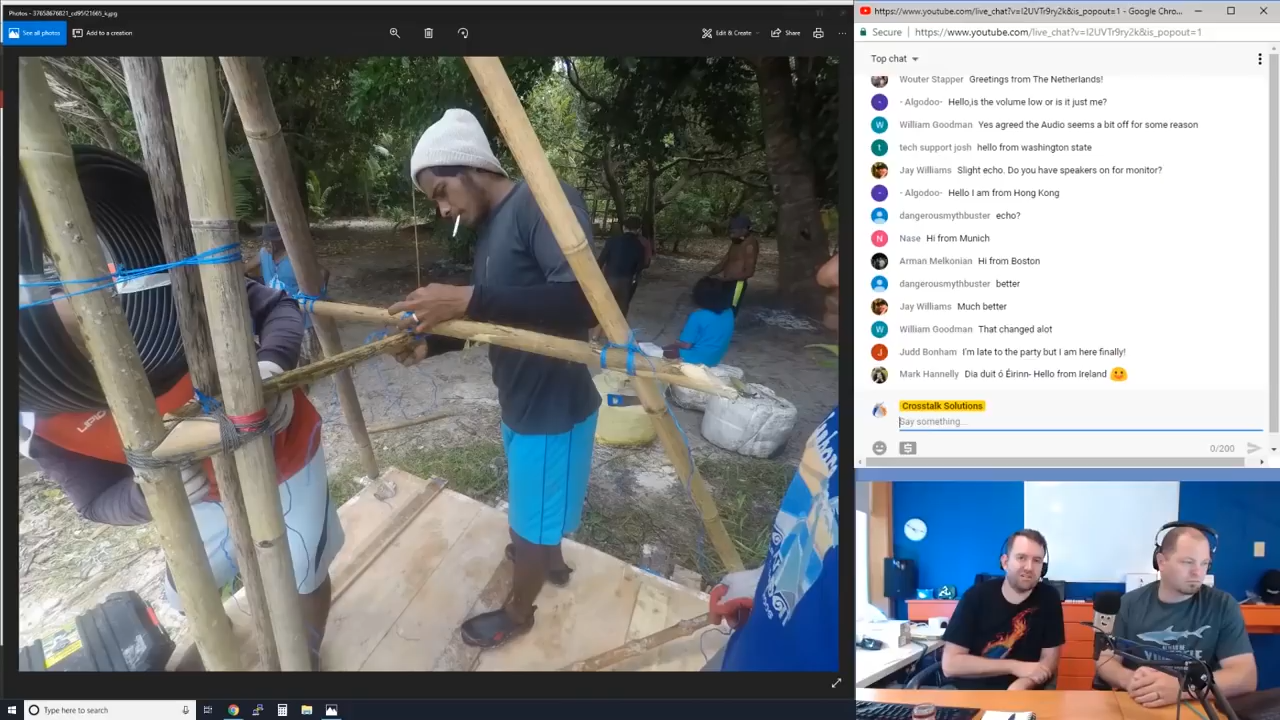 Photos - 37658676821_cd95f21665_k.jpg
See all photos
Add to a creation
Edit & Create
Share
https://www.youtube.com/live_chat?v=I2UVTr9ry2k&is_popout=1 - Google Chro...
Secure
https://www.youtube.com/live_chat?v=I2UVTr9ry2k&is_popout=1
Top chat
Wouter Stapper Greetings from The Netherlands!
- Algodoo- Hello,is the volume low or is it just me?
William Goodman Yes agreed the Audio seems a bit off for some reason
tech support josh hello from washington state
Jay Williams Slight echo. Do you have speakers on for monitor?
- Algodoo- Hello I am from Hong Kong
dangerousmythbuster echo?
Nase Hi from Munich
Arman Melkonian Hi from Boston
dangerousmythbuster better
Jay Williams Much better
William Goodman That changed alot
Judd Bonham I'm late to the party but I am here finally!
Mark Hannelly Dia duit ó Éirinn- Hello from Ireland
Crosstalk Solutions
Say something...
0/200
Type here to search